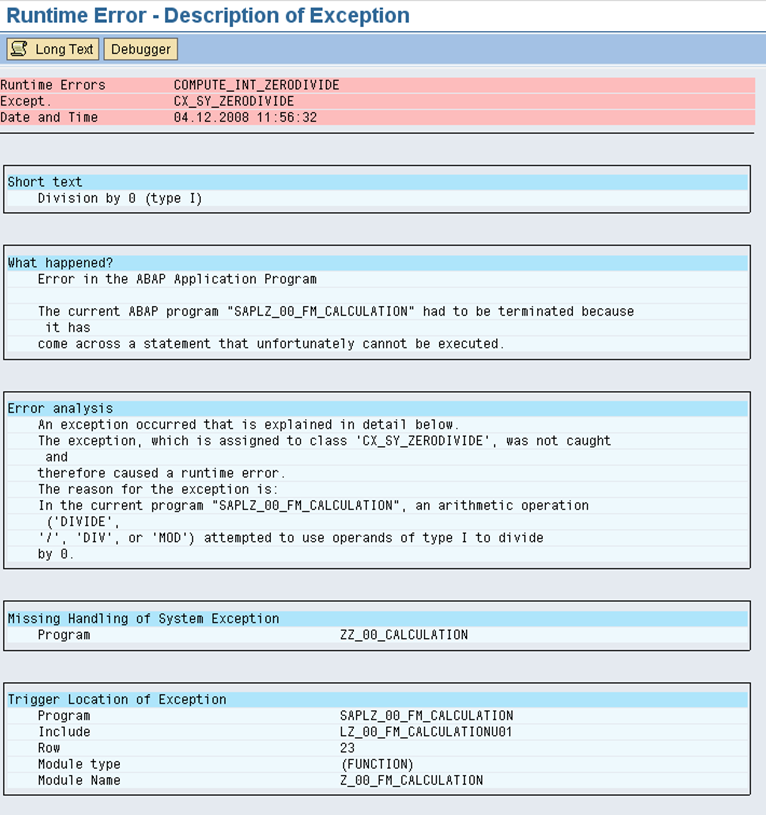 Runtime Error - Description of Exception
Long Text Debugger
Runtime Errors COMPUTE_INT_ZERODIVIDE
Except. CX_SY_ZERODIVIDE
Date and Time 04.12.2008 11:56:32
Short text
Division by 0 (type I)
What happened?
Error in the ABAP Application Program
The current ABAP program "SAPLZ_00_FM_CALCULATION" had to be terminated because
it has
come across a statement that unfortunately cannot be executed.
Error analysis
An exception occurred that is explained in detail below.
The exception, which is assigned to class 'CX_SY_ZERODIVIDE', was not caught
and
therefore caused a runtime error.
The reason for the exception is:
In the current program "SAPLZ_00_FM_CALCULATION", an arithmetic operation
('DIVIDE',
'/', 'DIV', or 'MOD') attempted to use operands of type I to divide
by 0.
Missing Handling of System Exception
Program ZZ_00_CALCULATION
Trigger Location of Exception
Program SAPLZ_00_FM_CALCULATION
Include LZ_00_FM_CALCULATIONU01
Row 23
Module type (FUNCTION)
Module Name Z_00_FM_CALCULATION